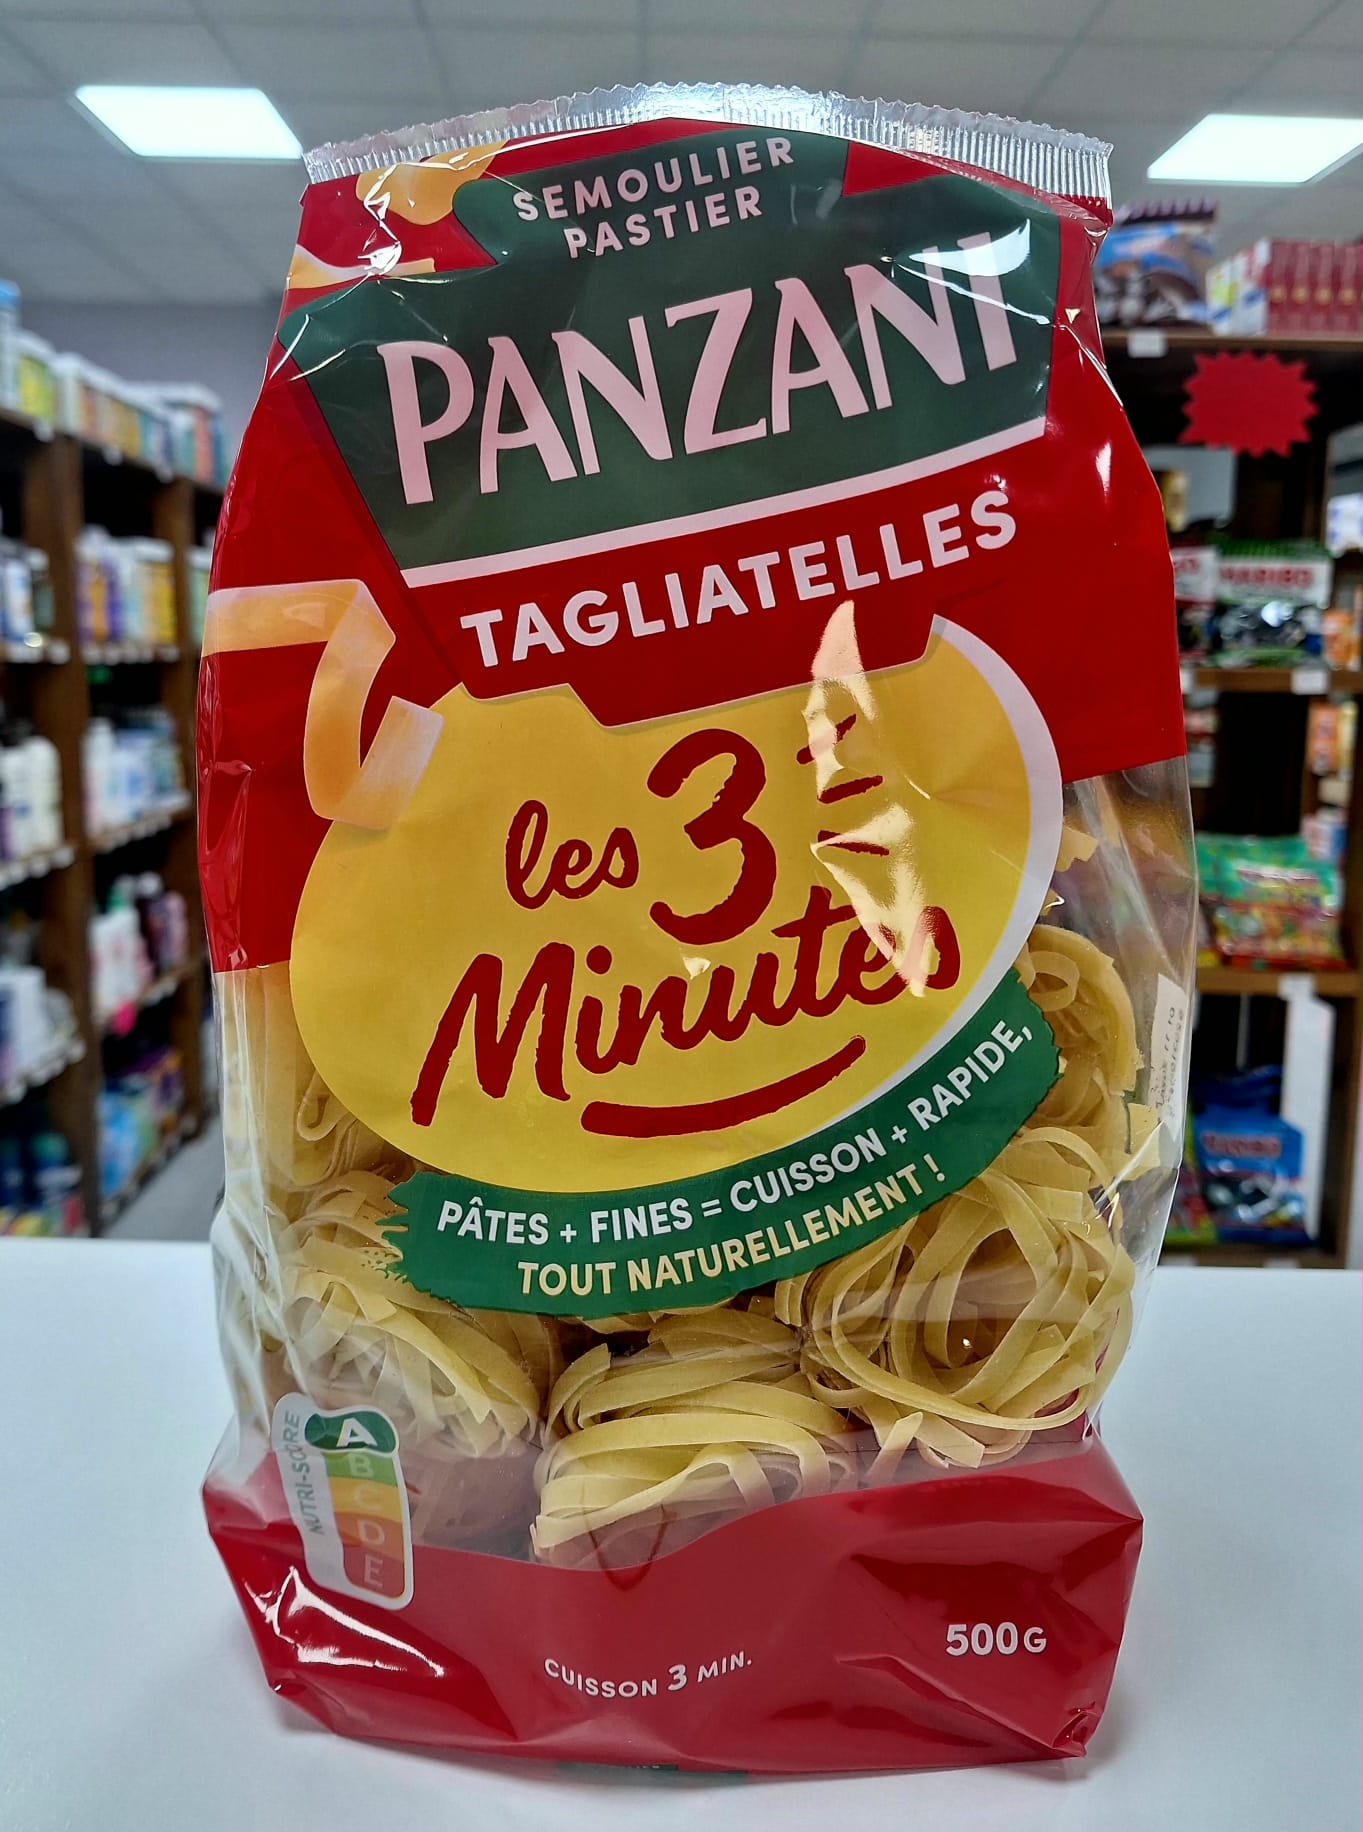 SEMOULIER
PASTIER
PANZANI
TAGLIATELLES
les 3
Minutes
PÂTES + FINES = CUISSON + RAPIDE,
TOUT NATURELLEMENT !
NUTRI-SCORE
A
B
C
D
E
CUISSON 3 MIN.
500G
HARIBO